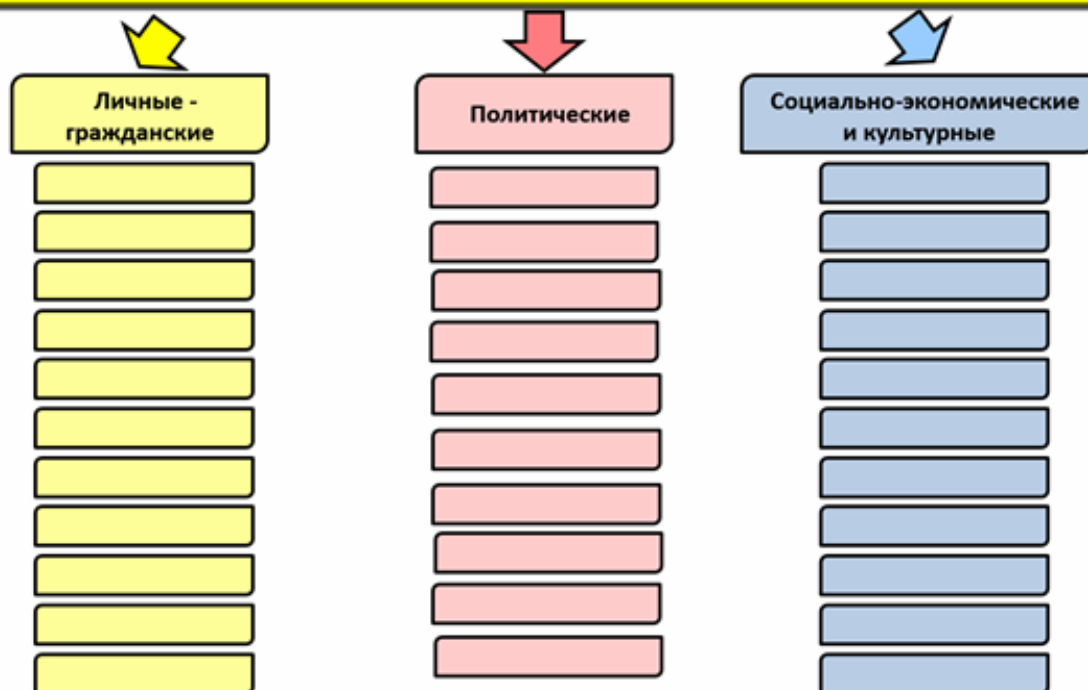 Личные -
гражданские
Политические
Социально-экономические
и культурные